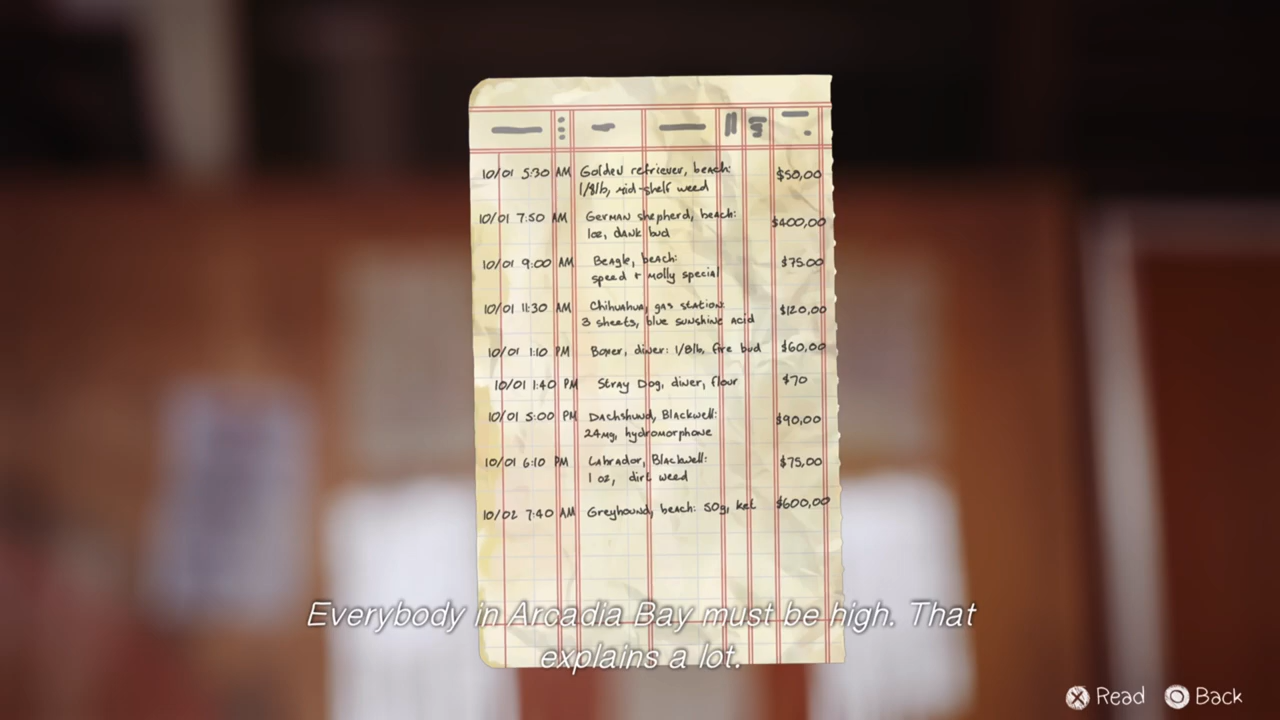 10/01 5:30 AM Golden retriever, beach: $50,00
1/8lb, mid-shelf weed
10/01 7:50 AM German shepherd, beach: $400,00
1oz, dank bud
10/01 9:00 AM Beagle, beach: $75.00
speed + molly special
10/01 11:30 AM Chihuahua, gas station: $120,00
3 sheets, blue sunshine acid
10/01 1:10 PM Boxer, diner: 1/8lb, fire bud $60,00
10/01 1:40 PM Stray Dog, diner, flour $70
10/01 5:00 PM Dachshund, Blackwell: $90,00
24mg, hydromorphone
10/01 6:10 PM Labrador, Blackwell: $75,00
1 oz, dirt weed
10/02 7:40 AM Greyhound, beach: 50g, ket $600,00
Everybody in Arcadia Bay must be high. That
explains a lot.
Read Back